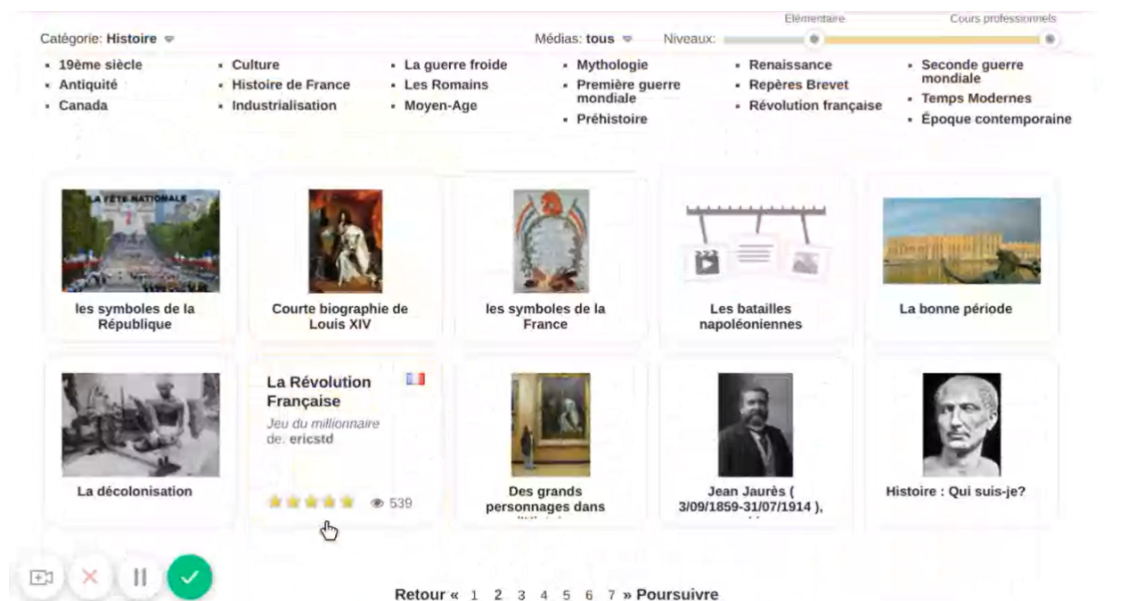 Elémentaire Cours professionnels
Catégorie: Histoire Médias: tous Niveaux:
19ème siècle
Antiquité
Canada
Culture
Histoire de France
Industrialisation
La guerre froide
Les Romains
Moyen-Age
Mythologie
Première guerre
mondiale
Préhistoire
Renaissance
Repères Brevet
Révolution française
Seconde guerre
mondiale
Temps Modernes
Époque contemporaine
LA FÊTE NATIONALE
les symboles de la
République
Courte biographie de
Louis XIV
les symboles de la
France
Les batailles
napoléoniennes
La bonne période
La décolonisation
La Révolution
Française
Jeu du millionnaire
de. ericstd
539
Des grands
personnages dans
Jean Jaurès (
3/09/1859-31/07/1914 ),
Histoire : Qui suis-je?
Retour « 1 2 3 4 5 6 7 » Poursuivre